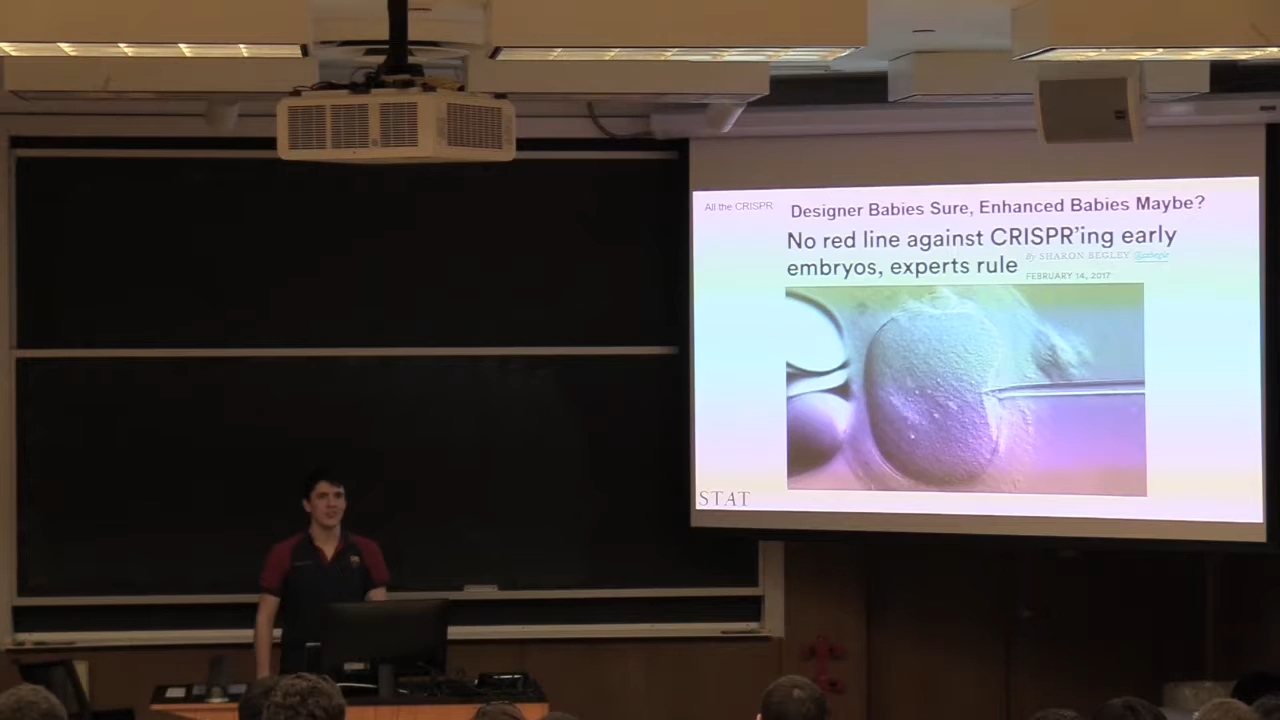 All the CRISPR
Designer Babies Sure, Enhanced Babies Maybe?
No red line against CRISPR'ing early
embryos, experts rule
By SHARON BEGLEY @sxbegle
FEBRUARY 14, 2017
STAT